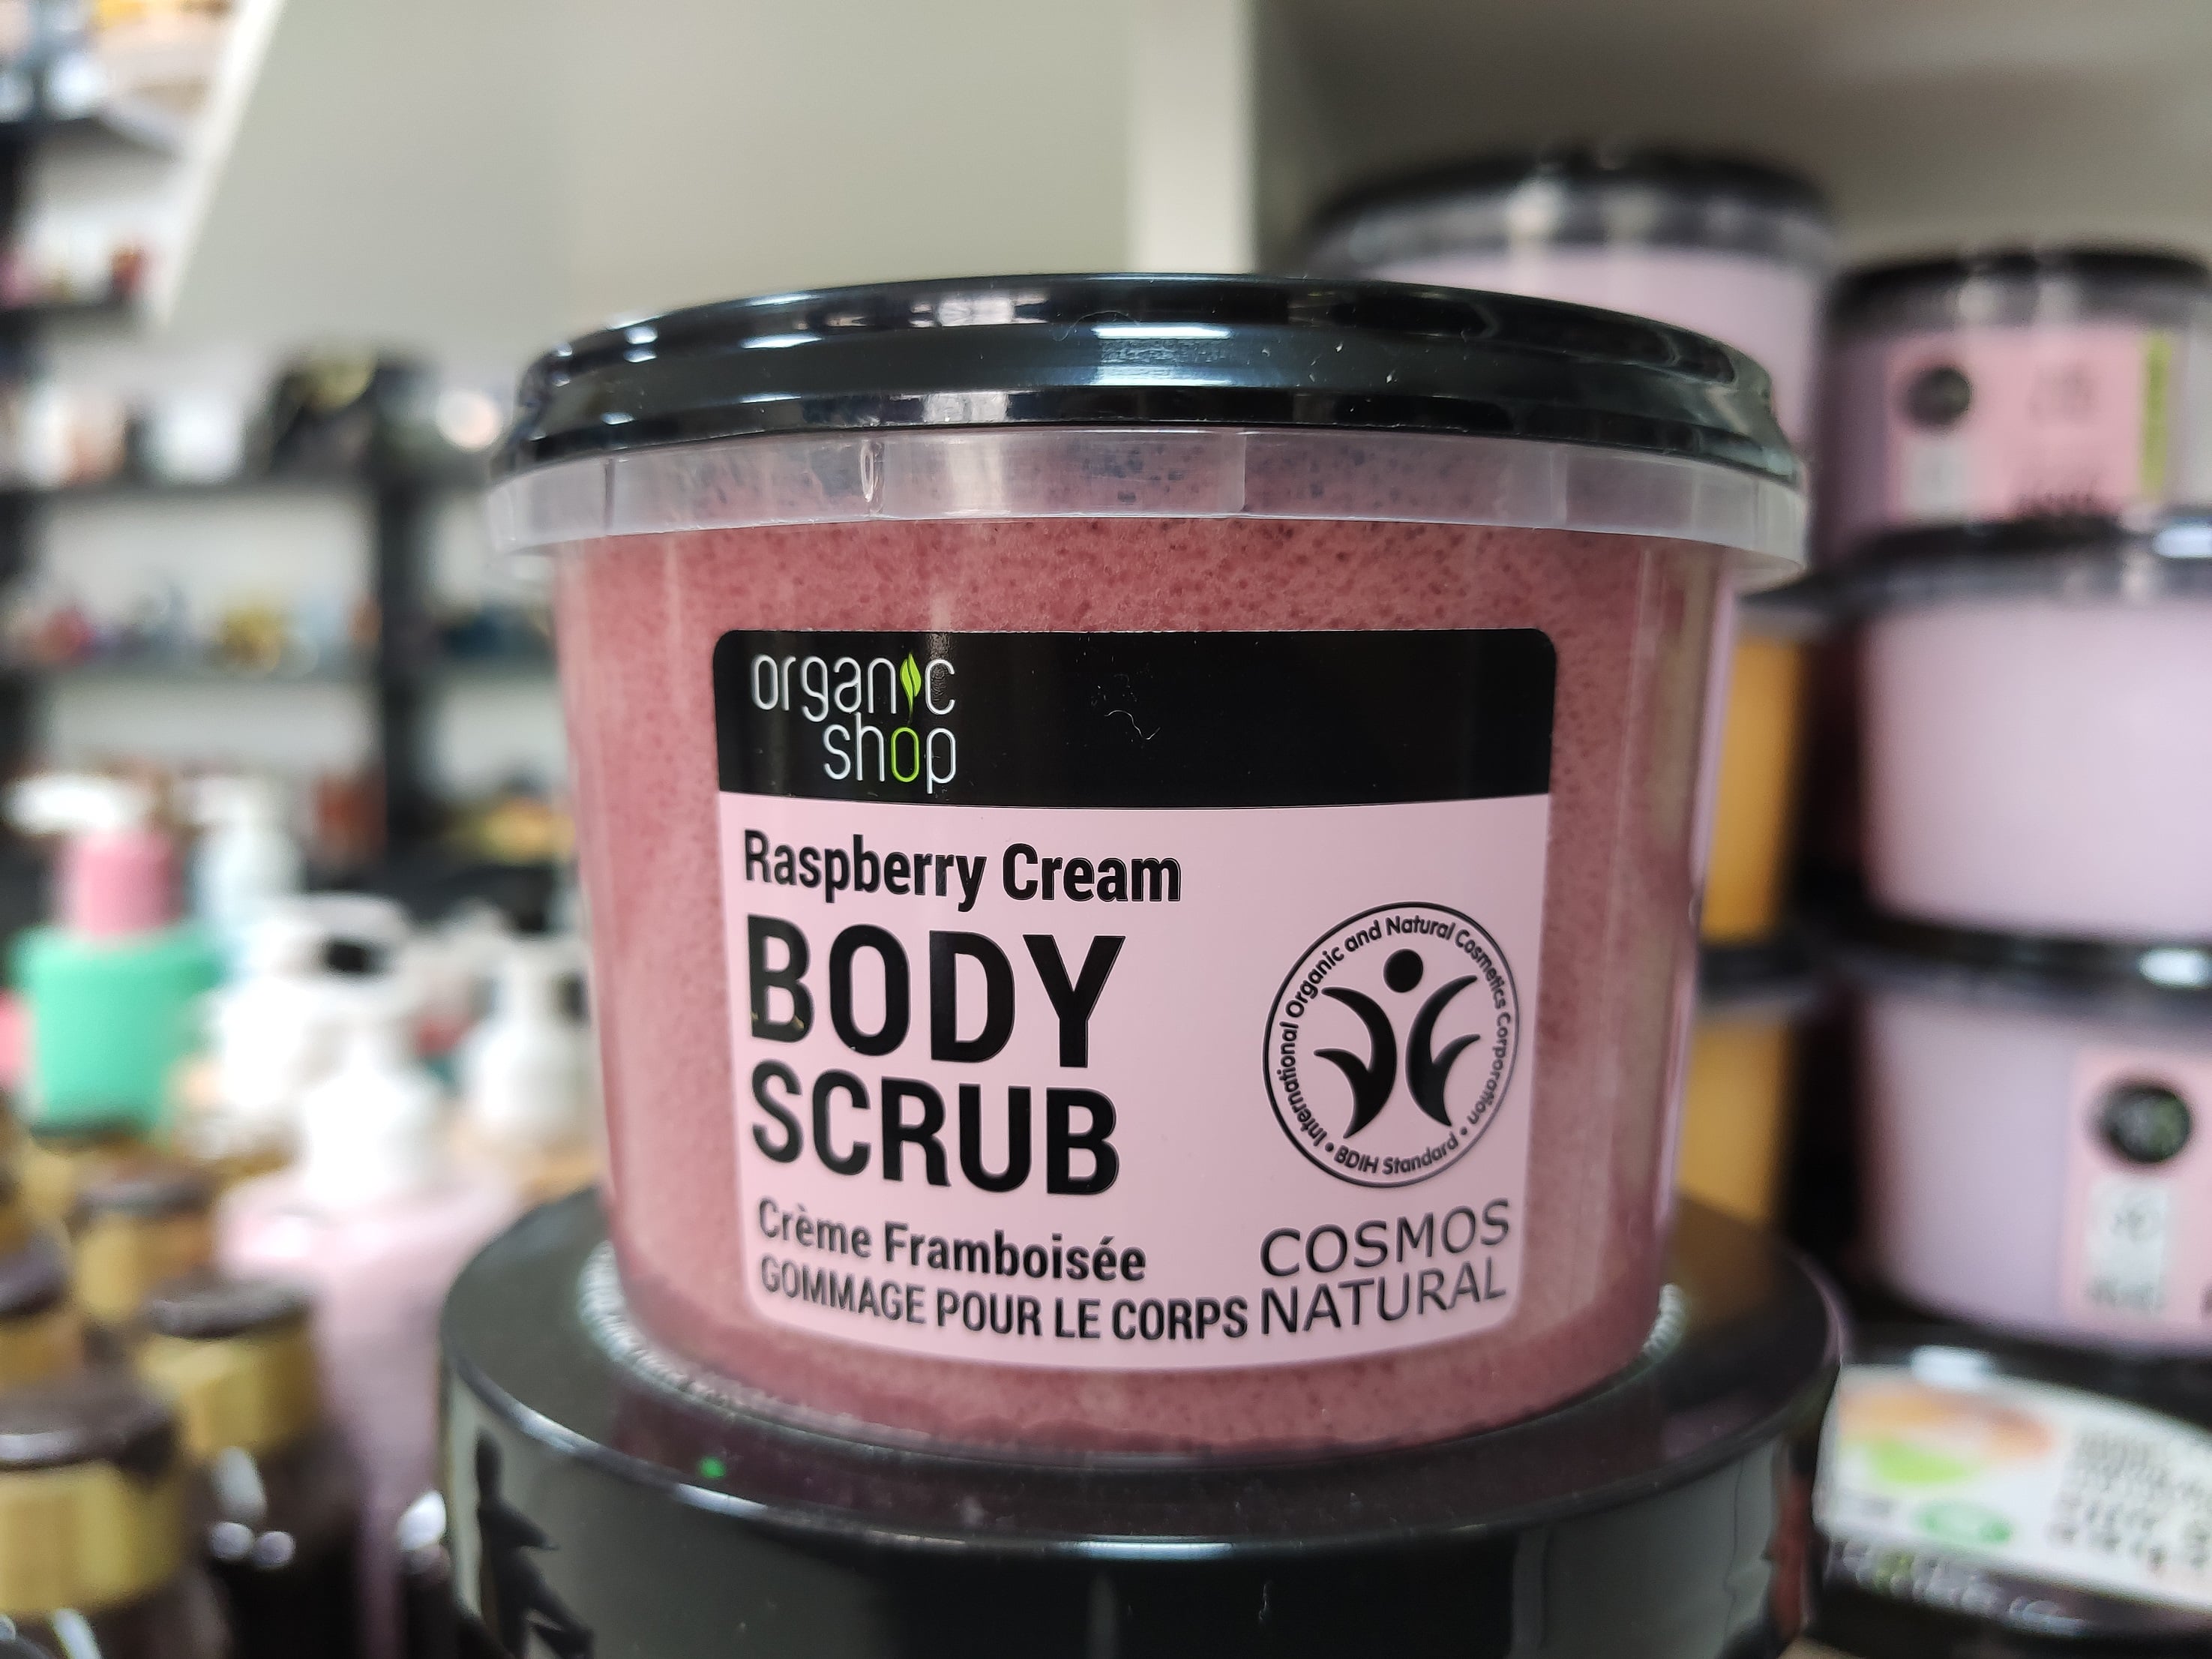 organic
shop
Raspberry Cream
BODY
SCRUB
Crème Framboisée
GOMMAGE POUR LE CORPS
International Organic and Natural Cosmetics Corporation •
• BDIH Standard
COSMOS
NATURAL